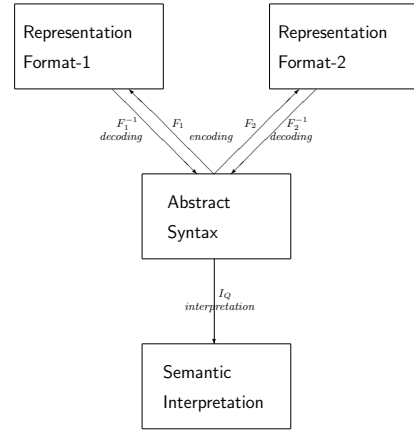 Representation
Format-1
Representation
Format-2
F₁⁻¹ F₁ F₂ F₂⁻¹
decoding encoding decoding
Abstract
Syntax
I_Q
interpretation
Semantic
Interpretation